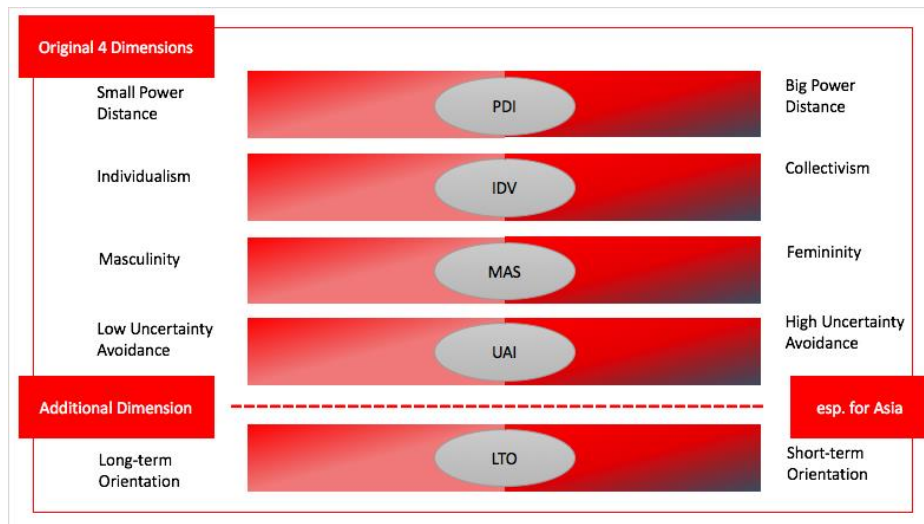 Original 4 Dimensions
Small Power
Distance
PDI
Big Power
Distance
Individualism
IDV
Collectivism
Masculinity
MAS
Femininity
Low Uncertainty
Avoidance
UAI
High Uncertainty
Avoidance
Additional Dimension
esp. for Asia
Long-term
Orientation
LTO
Short-term
Orientation